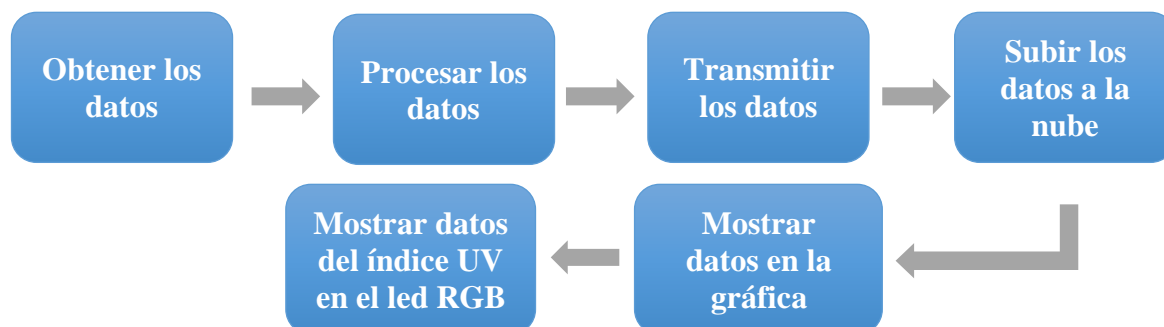 Obtener los
datos
Procesar los
datos
Transmitir
los datos
Subir los
datos a la
nube
Mostrar
datos en la
gráfica
Mostrar datos
del índice UV
en el led RGB